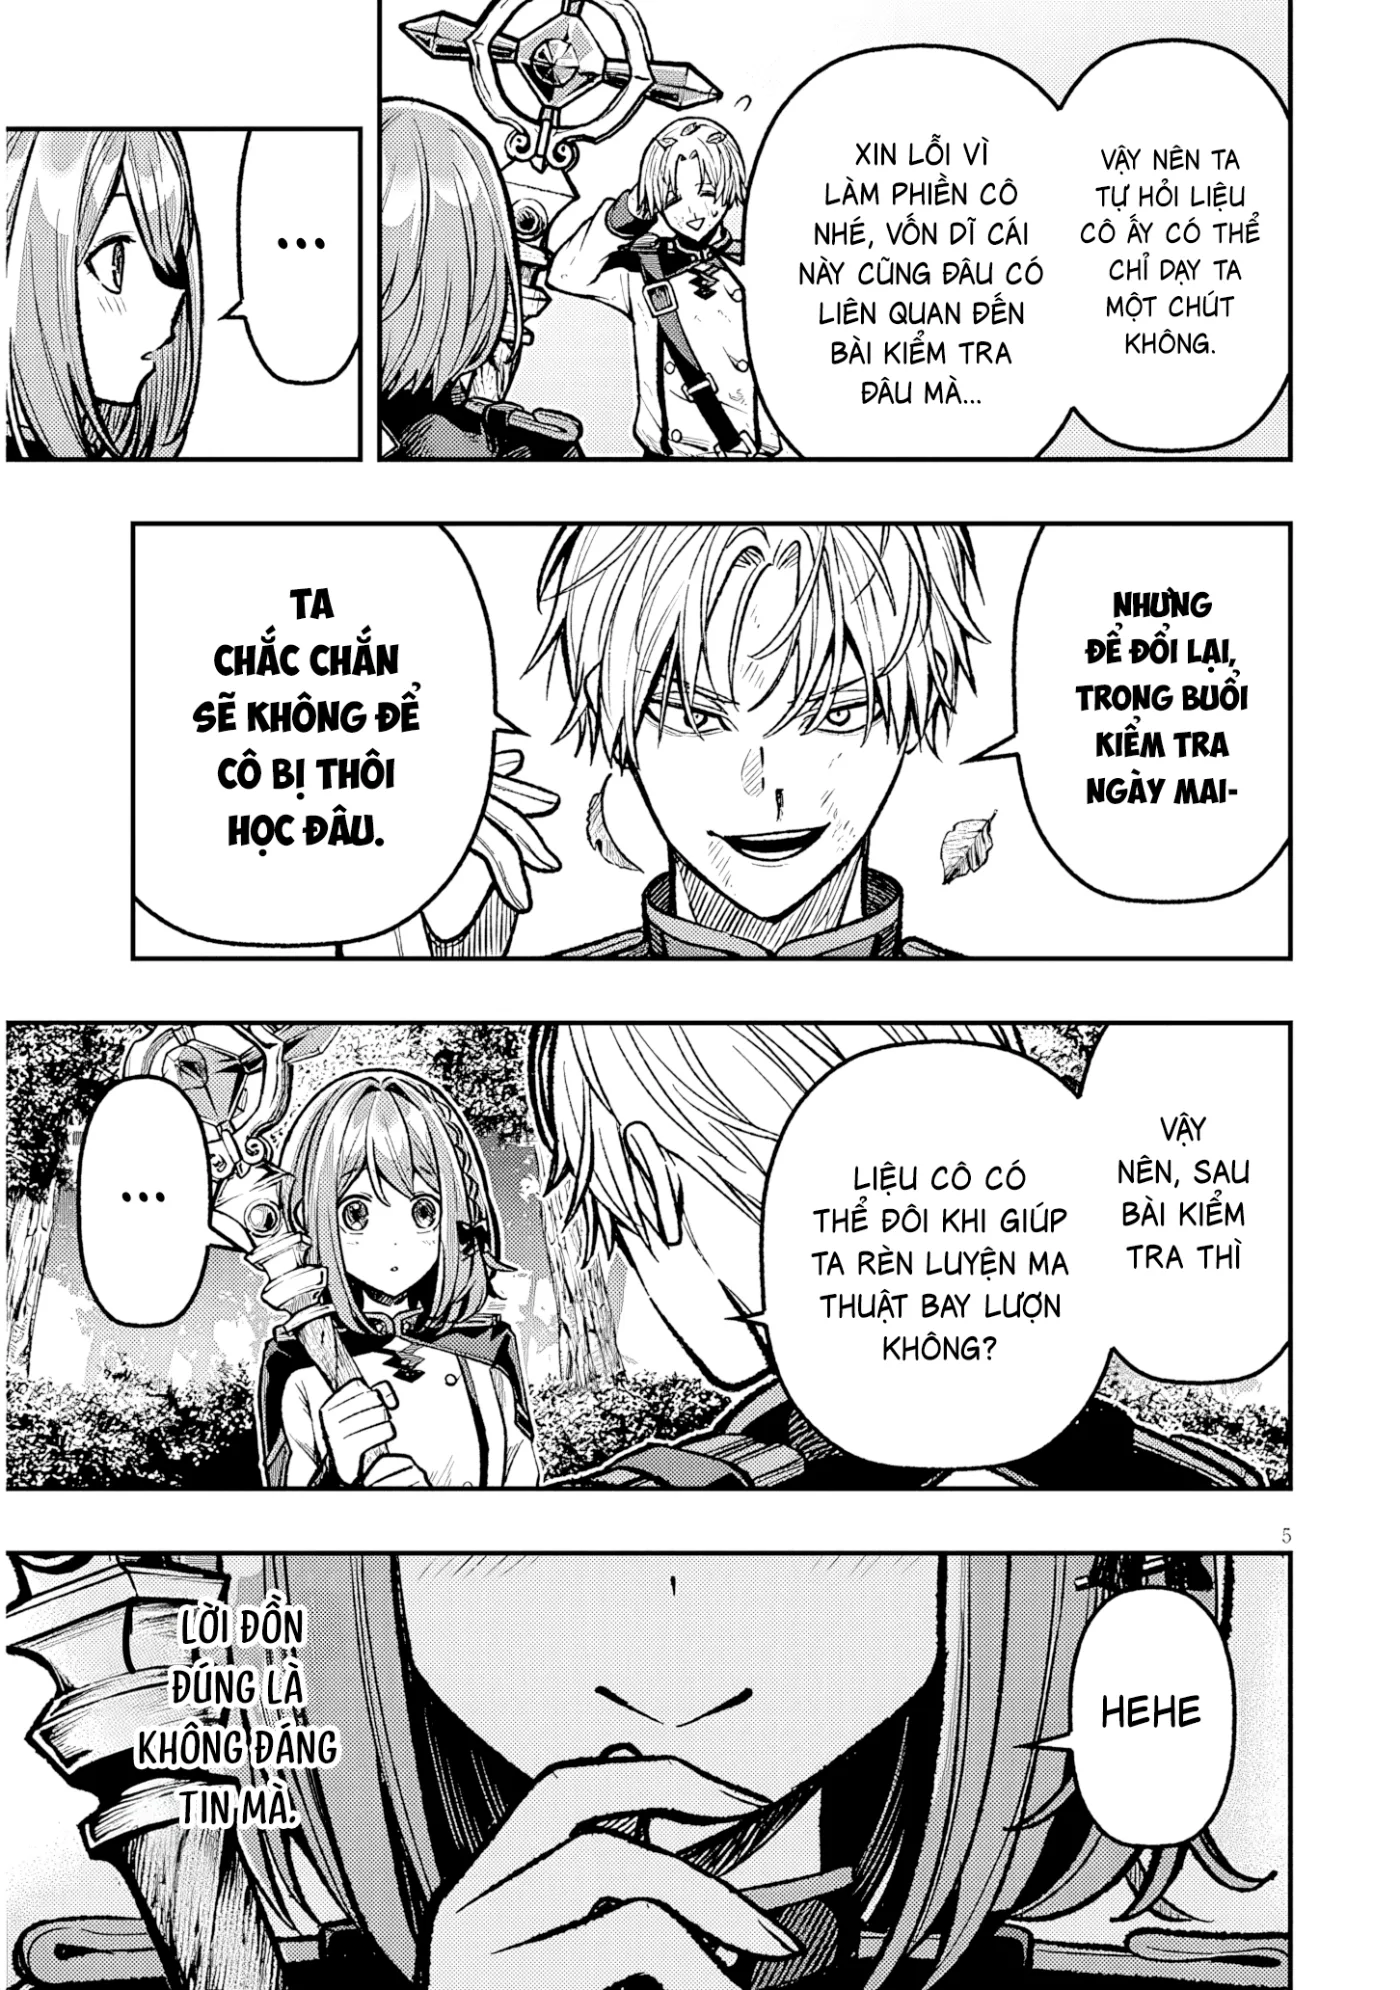 VẬY NÊN TA
TỰ HỎI LIỆU
CÔ ẤY CÓ THỂ
CHỈ DẠY TA
MỘT CHÚT
KHÔNG.
XIN LỖI VÌ
LÀM PHIỀN CÔ
NHÉ, VỐN DĨ CÁI
NÀY CŨNG ĐÂU CÓ
LIÊN QUAN ĐẾN
BÀI KIỂM TRA
ĐÂU MÀ...
...
NHƯNG
ĐỂ ĐỔI LẠI,
TRONG BUỔI
KIỂM TRA
NGÀY MAI-
TA
CHẮC CHẮN
SẼ KHÔNG ĐỂ
CÔ BỊ THÔI
HỌC ĐÂU.
VẬY
NÊN, SAU
BÀI KIỂM
TRA THÌ
LIỆU CÔ CÓ
THỂ ĐÔI KHI GIÚP
TA RÈN LUYỆN MA
THUẬT BAY LƯỢN
KHÔNG?
...
5
HEHE
LỜI ĐỒN
ĐÚNG LÀ
KHÔNG ĐÁNG
TIN MÀ.